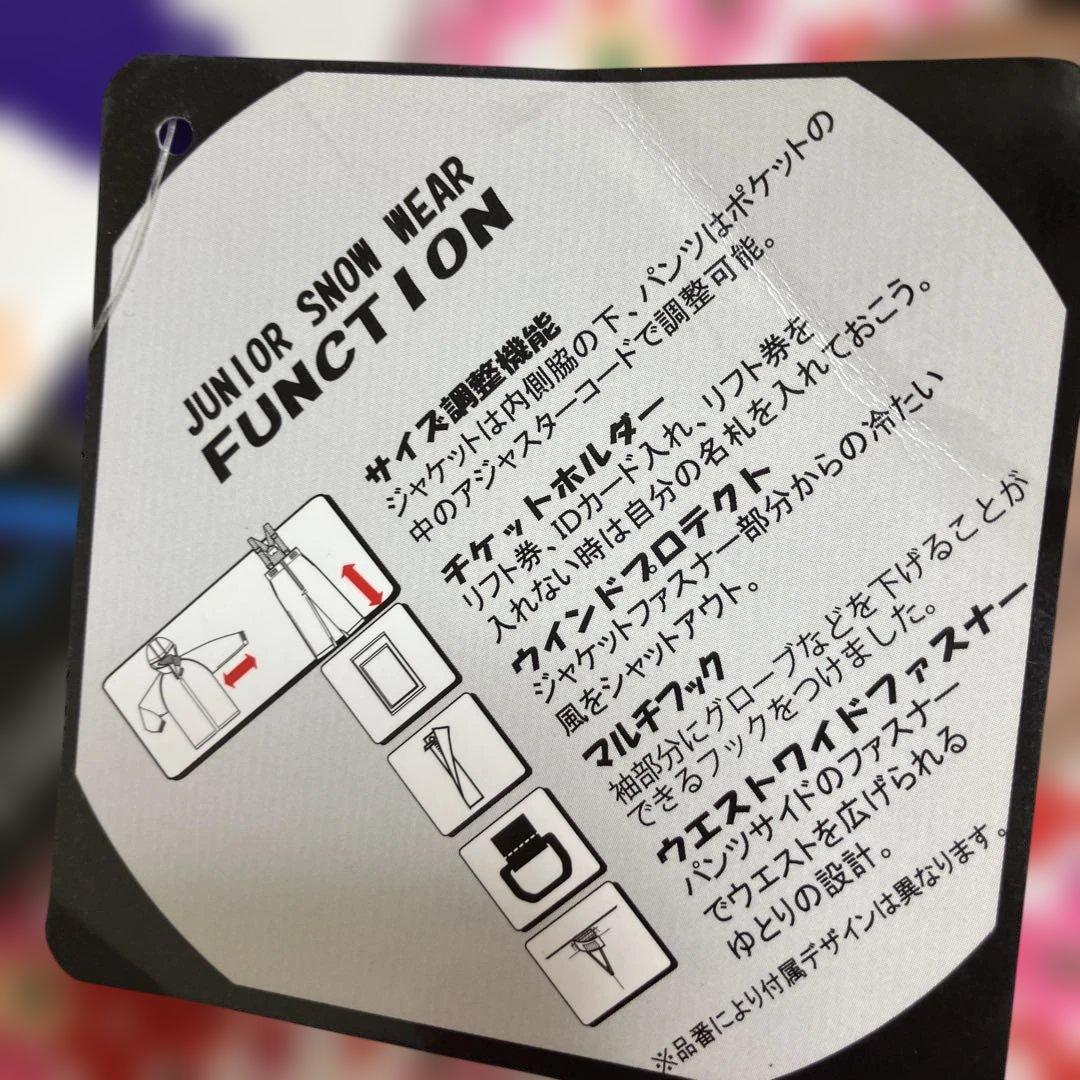 JUNIOR SNOW WEAR
FUNCTION
サイズ調整機能
ジャケットは内側脇の下、パンツはポケットの
中のアジャスターコードで調整可能。
チケットホルダー
リフト券、IDカード入れ、リフト券を
入れない時は自分の名札を入れておこう。
ウインドプロテクト
ジャケットファスナー部分からの冷たい
風をシャットアウト。
マルチフック
袖部分にグローブなどを下げることが
できるフックをつけました。
ウエストワイドファスナー
パンツサイドのファスナー
でウエストを広げられる
ゆとりの設計。
※品番により付属デザインは異なります。